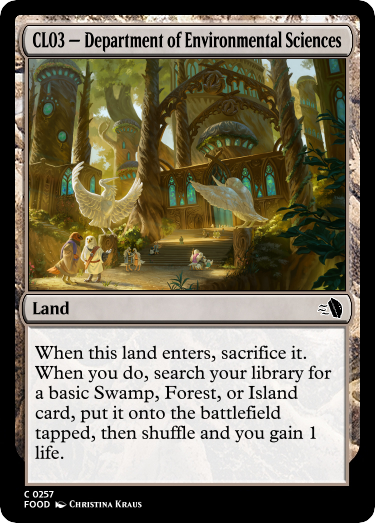 CL03 — Department of Environmental Sciences
Land
When this land enters, sacrifice it.
When you do, search your library for
a basic Swamp, Forest, or Island
card, put it onto the battlefield
tapped, then shuffle and you gain 1
life.
C 0257
FOOD Christina Kraus